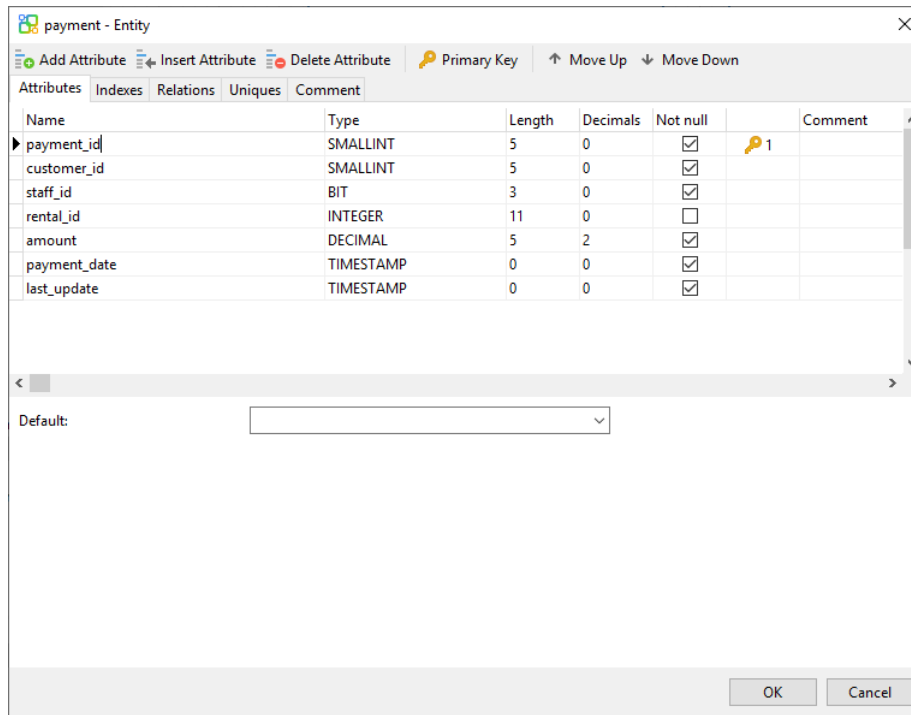 payment - Entity
Add Attribute Insert Attribute Delete Attribute Primary Key Move Up Move Down
Attributes Indexes Relations Uniques Comment
Name Type Length Decimals Not null Comment
payment_id SMALLINT 5 0 1
customer_id SMALLINT 5 0
staff_id BIT 3 0
rental_id INTEGER 11 0
amount DECIMAL 5 2
payment_date TIMESTAMP 0 0
last_update TIMESTAMP 0 0
Default:
OK Cancel